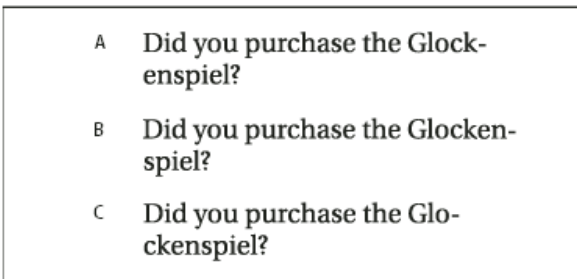 A Did you purchase the Glock-
enspiel?
B Did you purchase the Glocken-
spiel?
C Did you purchase the Glo-
ckenspiel?